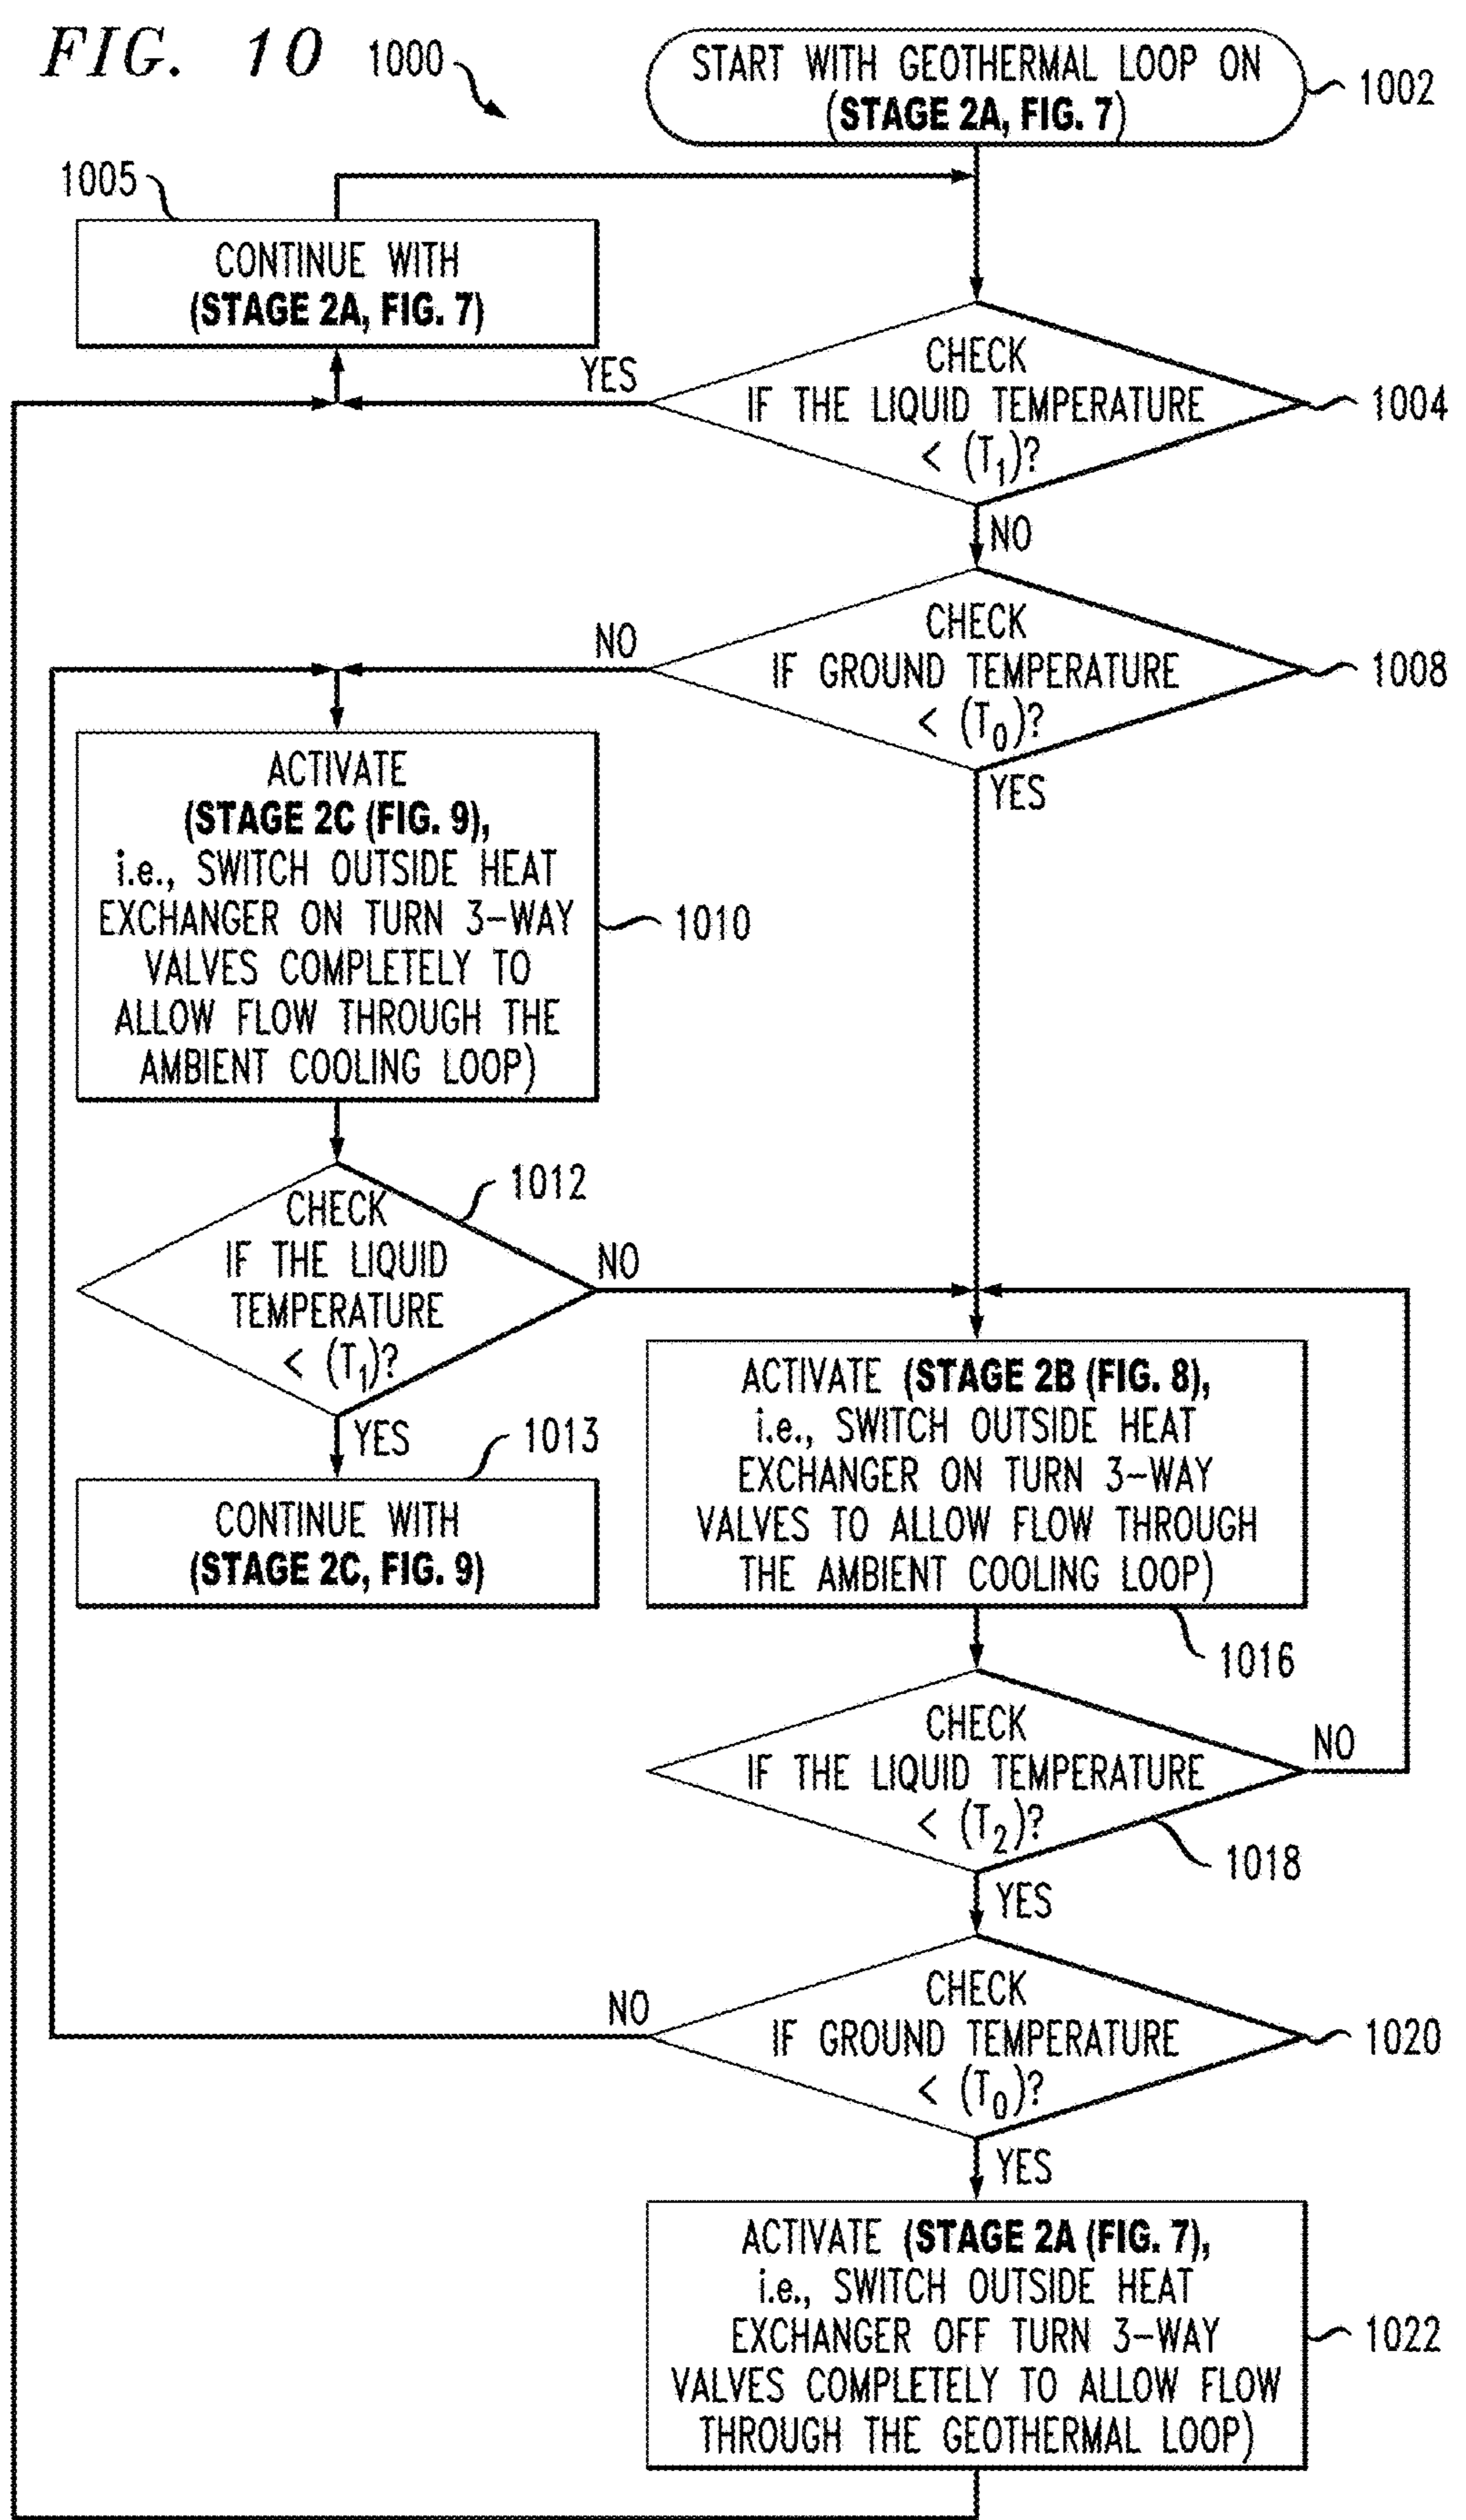 FIG. 10
1000
START WITH GEOTHERMAL LOOP ON
(STAGE 2A, FIG. 7)
1002
1005
CONTINUE WITH
(STAGE 2A, FIG. 7)
YES
CHECK
IF THE LIQUID TEMPERATURE
< (T₁)?
1004
NO
CHECK
IF GROUND TEMPERATURE
< (T₀)?
1008
NO
YES
ACTIVATE
(STAGE 2C (FIG. 9),
i.e., SWITCH OUTSIDE HEAT
EXCHANGER ON TURN 3-WAY
VALVES COMPLETELY TO
ALLOW FLOW THROUGH THE
AMBIENT COOLING LOOP)
1010
1012
CHECK
IF THE LIQUID
TEMPERATURE
< (T₁)?
NO
YES
1013
CONTINUE WITH
(STAGE 2C, FIG. 9)
ACTIVATE (STAGE 2B (FIG. 8),
i.e., SWITCH OUTSIDE HEAT
EXCHANGER ON TURN 3-WAY
VALVES TO ALLOW FLOW THROUGH
THE AMBIENT COOLING LOOP)
1016
CHECK
IF THE LIQUID TEMPERATURE
< (T₂)?
NO
1018
YES
CHECK
IF GROUND TEMPERATURE
< (T₀)?
NO
1020
YES
ACTIVATE (STAGE 2A (FIG. 7),
i.e., SWITCH OUTSIDE HEAT
EXCHANGER OFF TURN 3-WAY
VALVES COMPLETELY TO ALLOW FLOW
THROUGH THE GEOTHERMAL LOOP)
1022